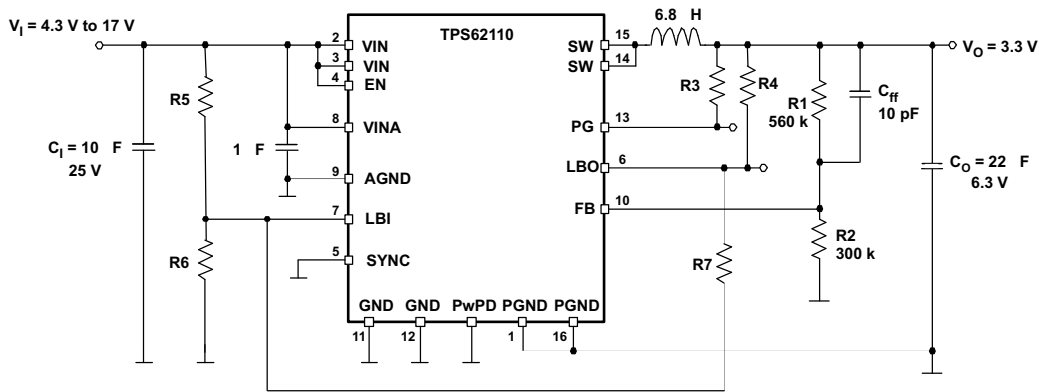 V_I = 4.3 V to 17 V
TPS62110
6.8 H
V_O = 3.3 V
2 VIN
3 VIN
4 EN
8 VINA
9 AGND
7 LBI
5 SYNC
SW 15
SW 14
PG 13
LBO 6
FB 10
R5
R6
C_I = 10 F
25 V
1 F
R3
R4
R1
560 k
C_ff
10 pF
C_O = 22 F
6.3 V
R2
300 k
R7
GND GND PwPD PGND PGND
11 12 1 16